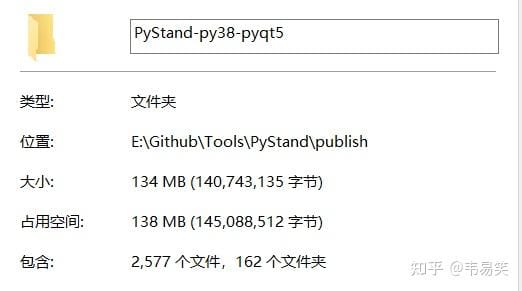 PyStand-py38-pyqt5
类型: 文件夹
位置: E:\Github\Tools\PyStand\publish
大小: 134 MB (140,743,135 字节)
占用空间: 138 MB (145,088,512 字节)
包含: 2,577 个文件，162 个文件夹
知乎 @韦易笑